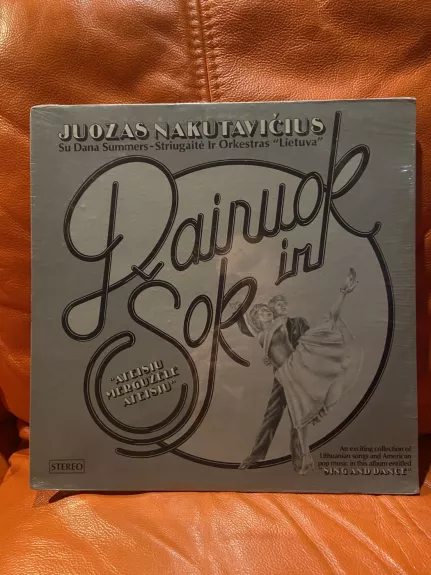 JUOZAS NAKUTAVIČIUS
Su Dana Summers-Striugaitė Ir Orkestras "Lietuva"
Dainuok
ir
Šok
"ATEISIU
MERGUŽĖLE
ATEISIU"
An exciting collection of
Lithuanian songs and American
pop music in this album entitled
"SING AND DANCE"
STEREO